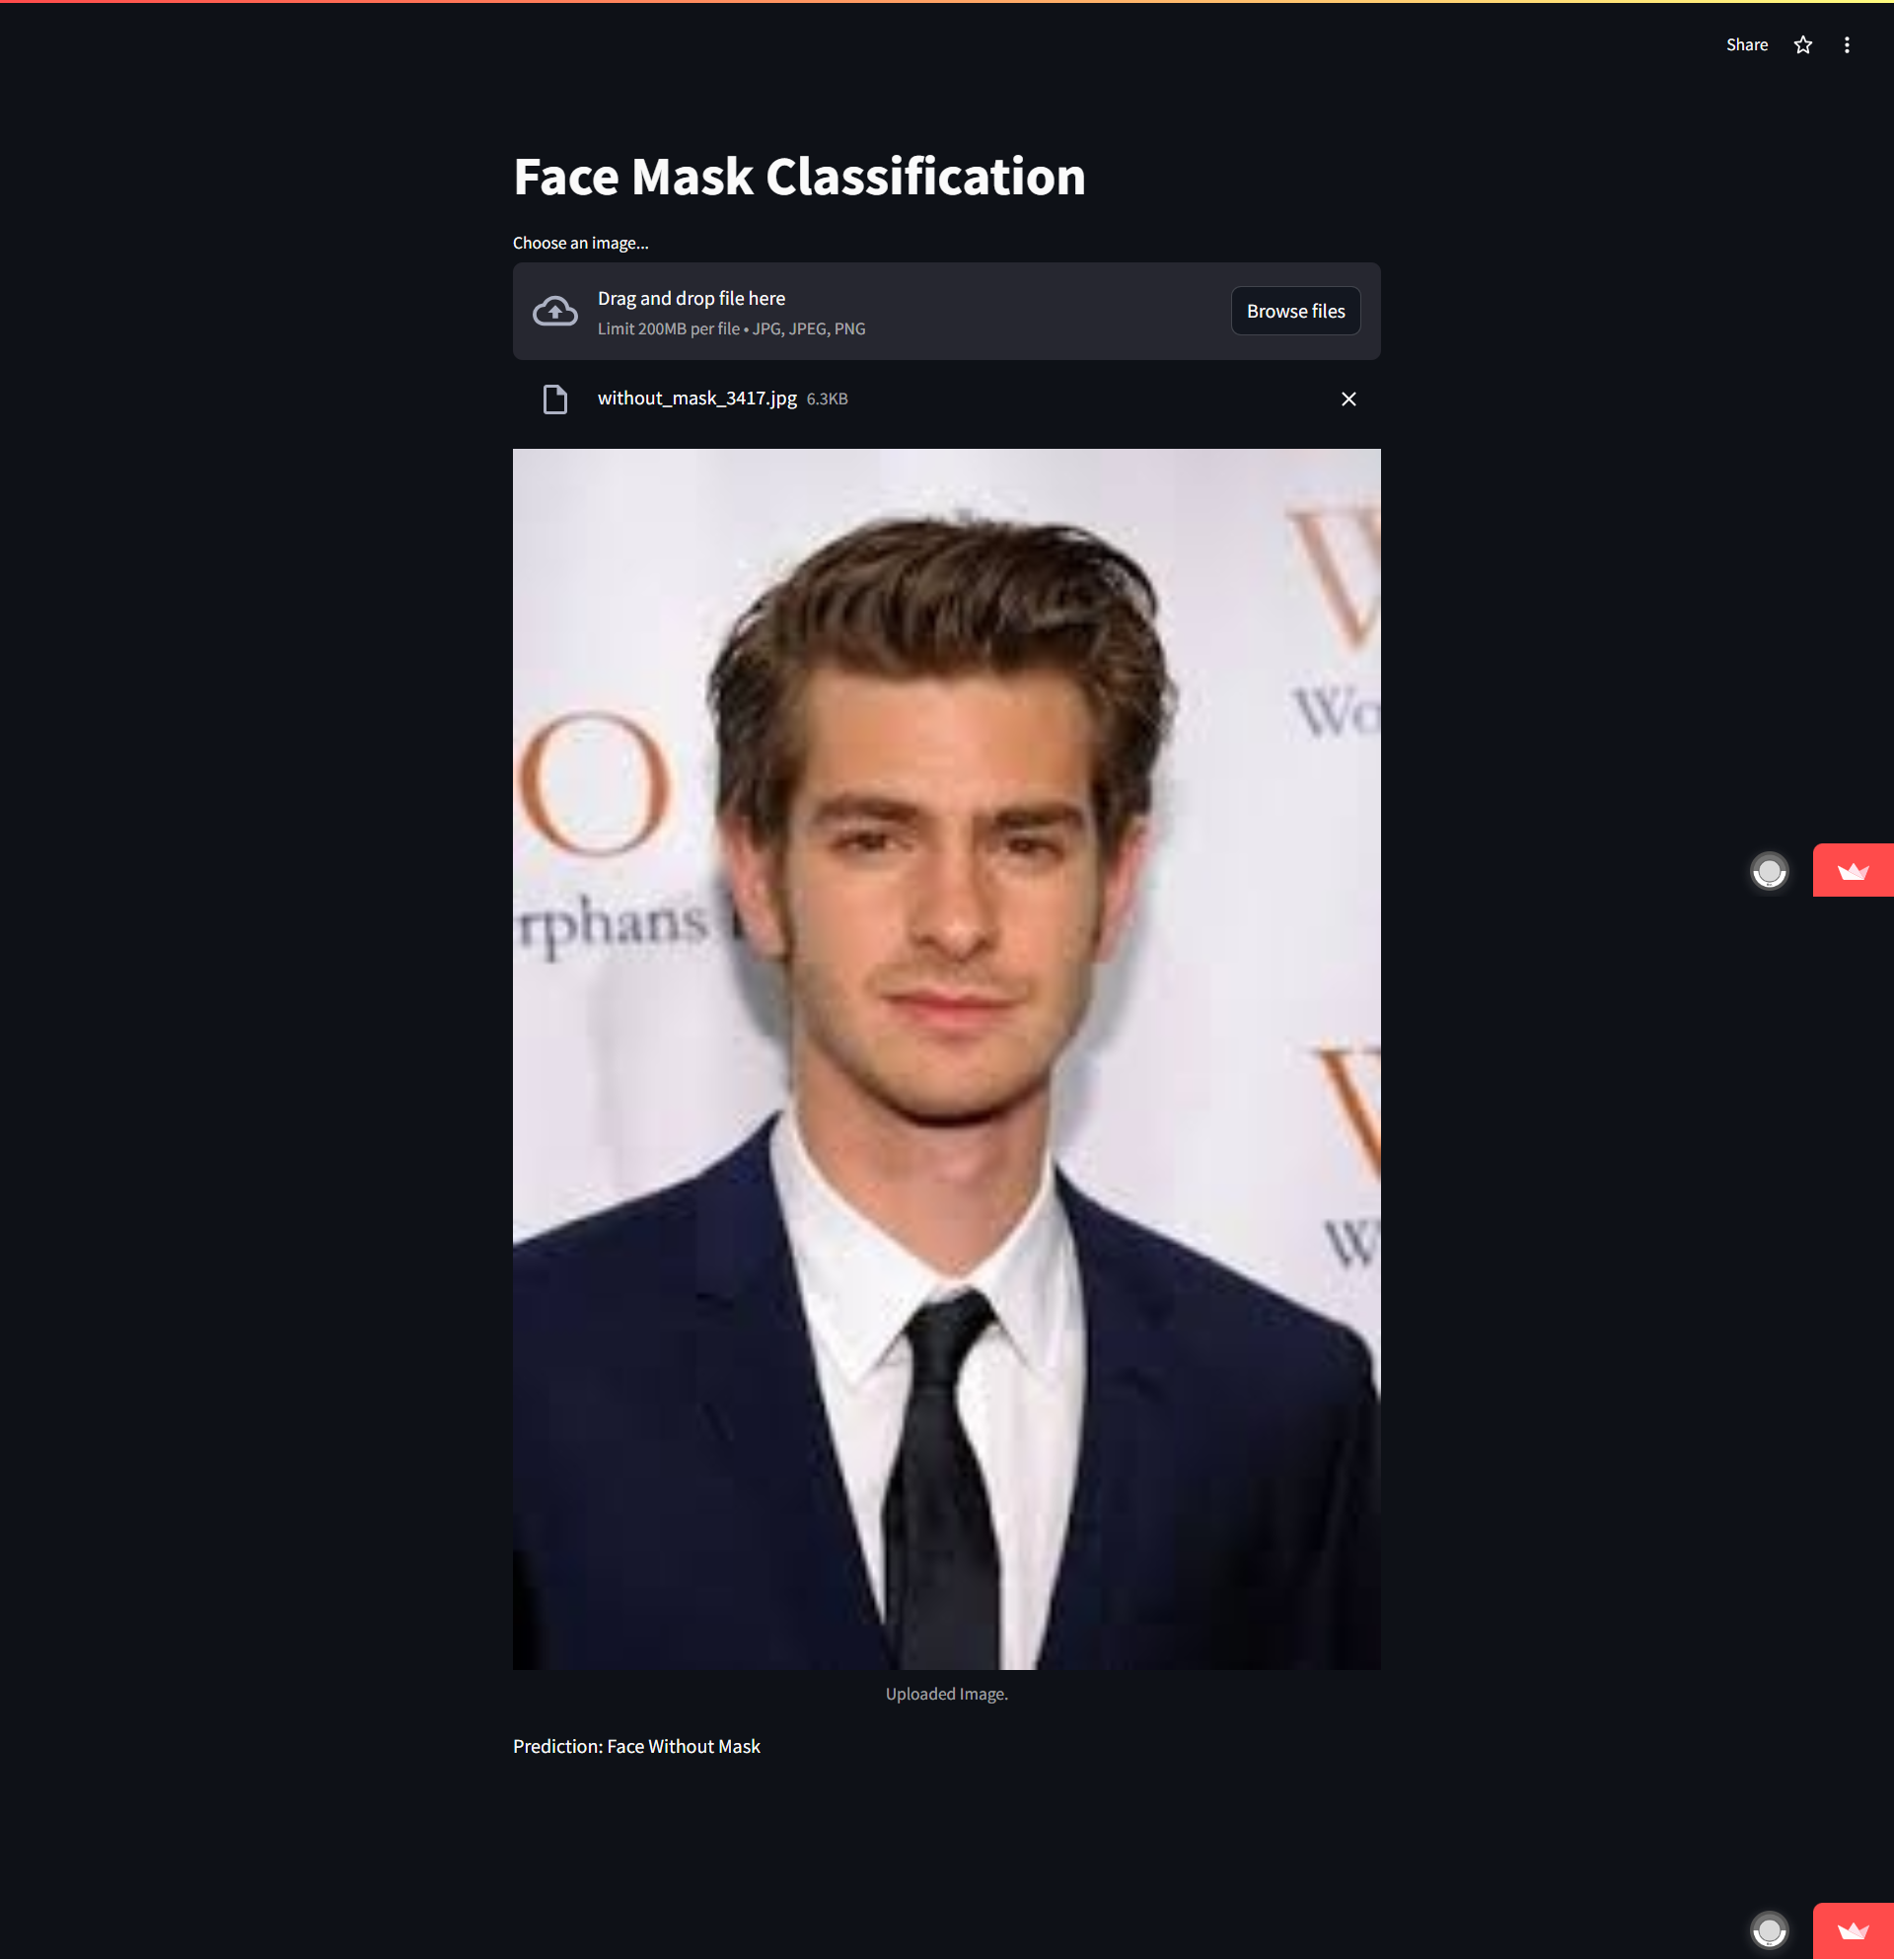 Share
Face Mask Classification
Choose an image...
Drag and drop file here
Limit 200MB per file • JPG, JPEG, PNG
Browse files
without_mask_3417.jpg 6.3KB
W
Wo
O
rphans
W
W
Uploaded Image.
Prediction: Face Without Mask